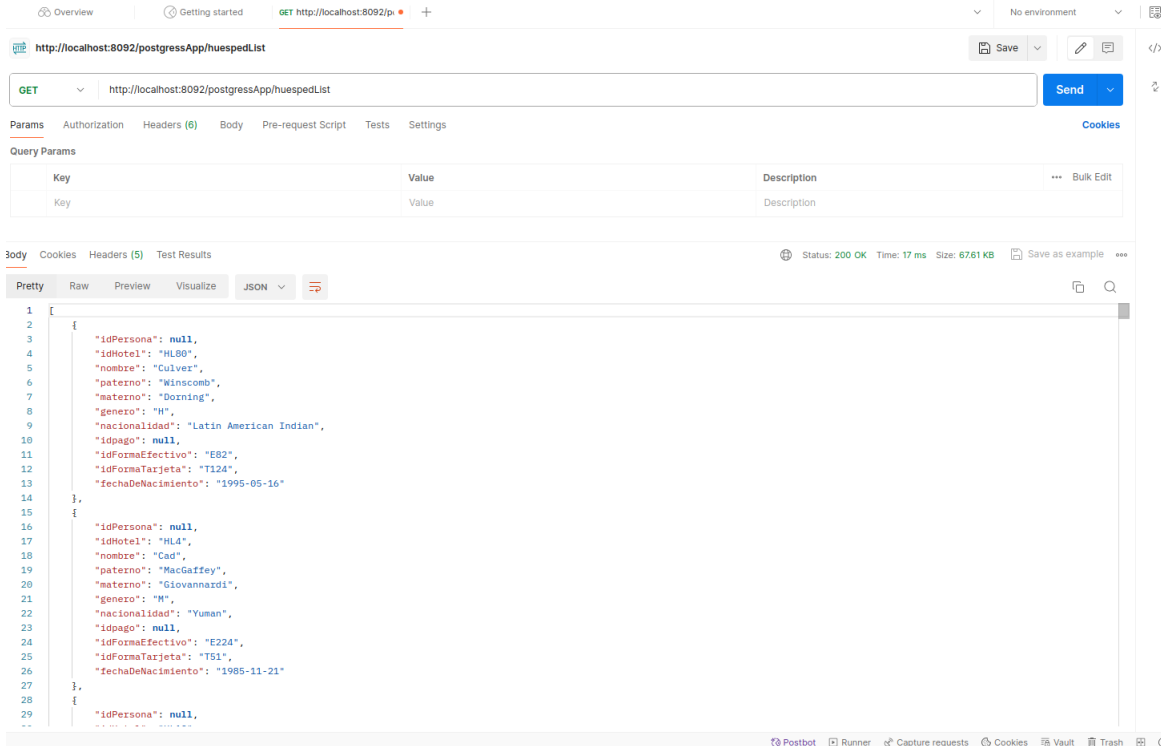 Overview Getting started GET http://localhost:8092/p No environment
HTTP http://localhost:8092/postgressApp/huespedList Save
GET http://localhost:8092/postgressApp/huespedList Send
Params Authorization Headers (6) Body Pre-request Script Tests Settings Cookies
Query Params
Key Value Description ••• Bulk Edit
Key Value Description
Body Cookies Headers (5) Test Results Status: 200 OK Time: 17 ms Size: 67.61 KB Save as example
Pretty Raw Preview Visualize JSON
1 [
2 {
3 "idPersona": null,
4 "idHotel": "HL80",
5 "nombre": "Culver",
6 "paterno": "Winscomb",
7 "materno": "Dorning",
8 "genero": "H",
9 "nacionalidad": "Latin American Indian",
10 "idpago": null,
11 "idFormaEfectivo": "E82",
12 "idFormaTarjeta": "T124",
13 "fechaDeNacimiento": "1995-05-16"
14 },
15 {
16 "idPersona": null,
17 "idHotel": "HL4",
18 "nombre": "Cad",
19 "paterno": "MacGaffey",
20 "materno": "Giovannardi",
21 "genero": "M",
22 "nacionalidad": "Yuman",
23 "idpago": null,
24 "idFormaEfectivo": "E224",
25 "idFormaTarjeta": "T51",
26 "fechaDeNacimiento": "1985-11-21"
27 },
28 {
29 "idPersona": null,
Postbot Runner Capture requests Cookies Vault Trash